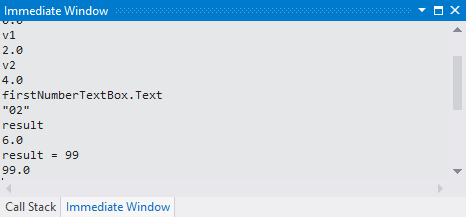 Immediate Window
v1
2.0
v2
4.0
firstNumberTextBox.Text
"02"
result
6.0
result = 99
99.0
Call Stack
Immediate Window